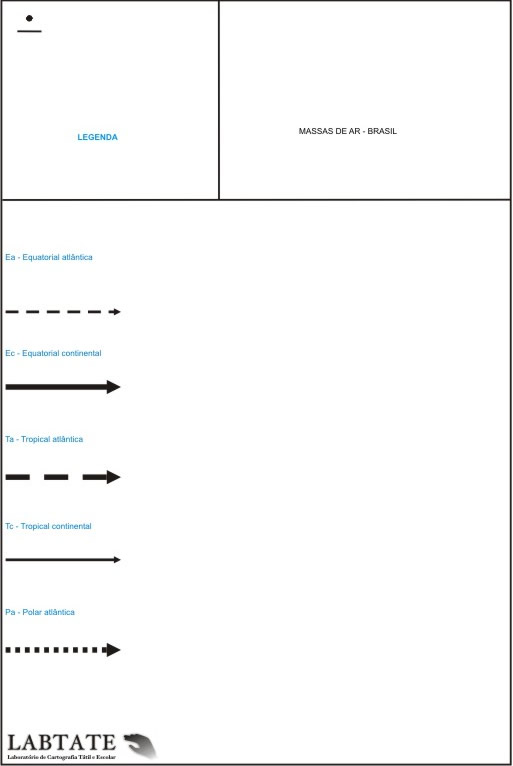 LEGENDA
MASSAS DE AR - BRASIL
Ea - Equatorial atlântica
Ec - Equatorial continental
Ta - Tropical atlântica
Tc - Tropical continental
Pa - Polar atlântica
LABTATE
Laboratório de Cartografia Tátil e Escolar